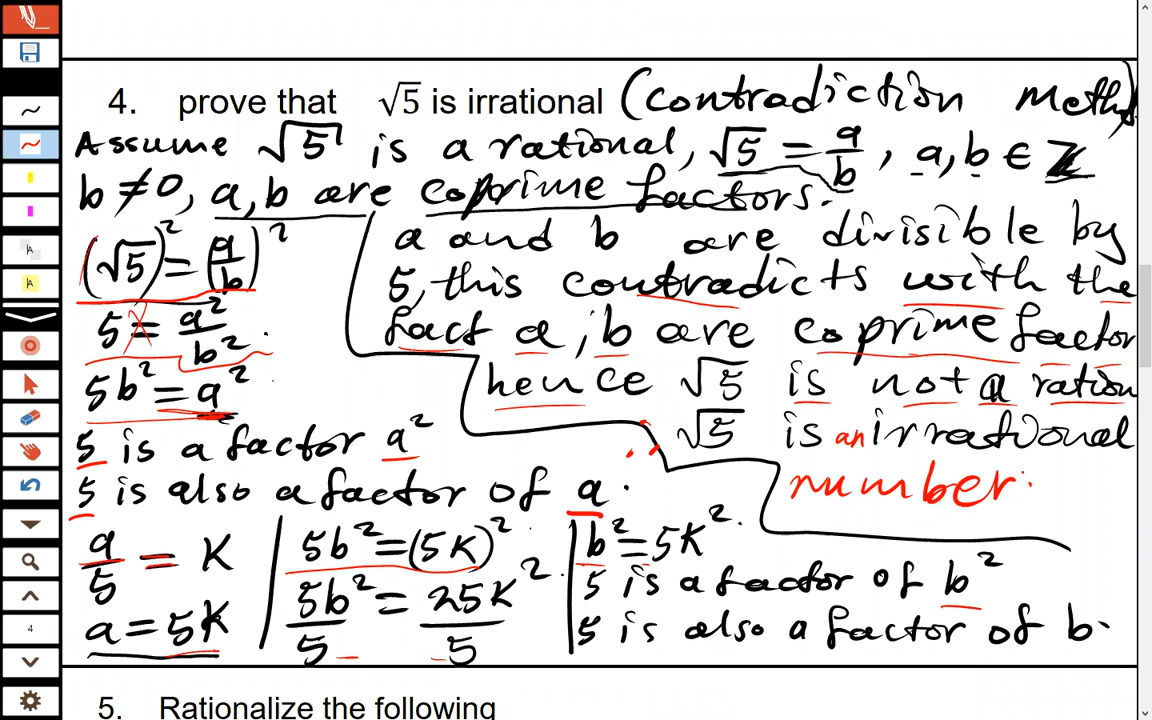 4. prove that √5 is irrational (contradiction method)
Assume √5 is a rational, √5 = a/b, a,b ∈ Z
b ≠ 0, a,b are coprime factors.
(√5)² = (a/b)²
5 = a²/b²
5b² = a²
5 is a factor a²
5 is also a factor of a.
a/5 = K
a = 5K
5b² = (5K)²
5b²/5 = 25K²/5
b² = 5K².
5 is a factor of b²
5 is also a factor of b.
a and b are divisible by
5, this contradicts with the
fact a, b are coprime factor
hence √5 is not a ration
∴ √5 is an irrational
number.
5. Rationalize the following
4